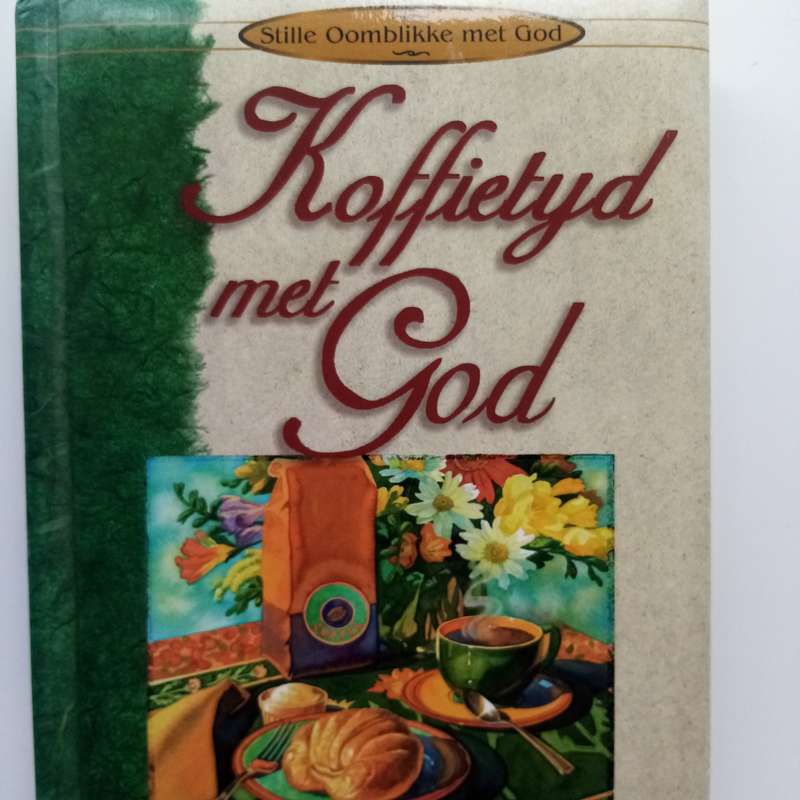 Stille Oomblikke met God
Koffietyd
met
God